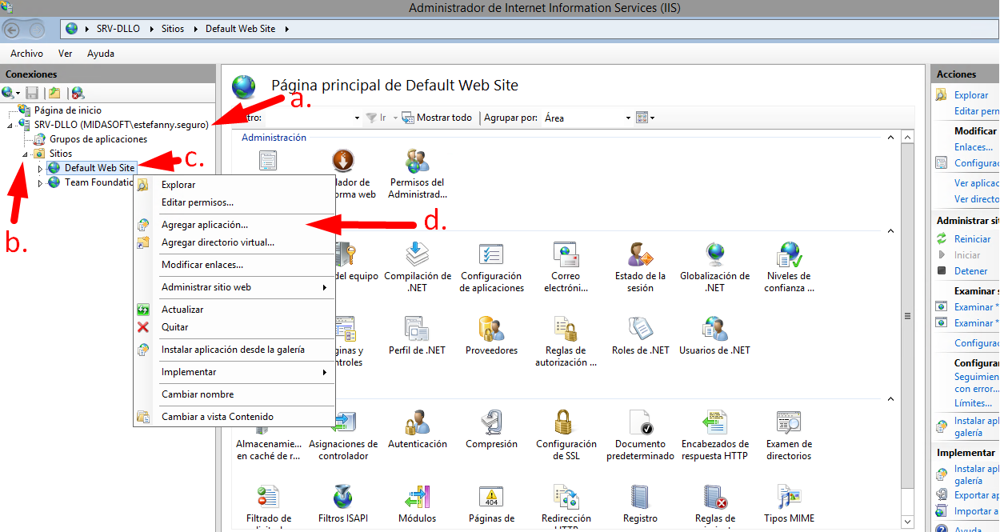 Administrador de Internet Information Services (IIS)
SRV-DLLO Sitios Default Web Site
Archivo Ver Ayuda
Conexiones
Página de inicio
SRV-DLLO (MIDASOFT\estefanny.seguro)
Grupos de aplicaciones
Sitios
Default Web Site
Team Foundatic
a.
b.
c.
d.
Explorar
Editar permisos...
Agregar aplicación...
Agregar directorio virtual...
Modificar enlaces...
Administrar sitio web
Actualizar
Quitar
Instalar aplicación desde la galería
Implementar
Cambiar nombre
Cambiar a vista Contenido
Página principal de Default Web Site
tro: Ir Mostrar todo Agrupar por: Área
Administración
lador de
orma web
Permisos del
Administrad...
del equipo
Compilación de
.NET
Configuración
de aplicaciones
Correo
electróni...
Estado de la
sesión
Globalización de
.NET
Niveles de
confianza ...
ginas y
ntroles
Perfil de .NET
Proveedores
Reglas de
autorización ...
Roles de .NET
Usuarios de .NET
Almacenamie...
en caché de r...
Asignaciones de
controlador
Autenticación
Compresión
Configuración
de SSL
Documento
predeterminado
Encabezados de
respuesta HTTP
Examen de
directorios
Filtrado de
Filtros ISAPI
Módulos
404
Páginas de
Redirección
HTTP
Registro
Reglas de
Tipos MIME
Acciones
Explorar
Editar perm
Modificar
Enlaces...
Configurac
Ver aplicac
Ver directo
Administrar siti
Reiniciar
Iniciar
Detener
Examinar s
Examinar *
Examinar *
Configurac
Configurar
Seguimien
con error...
Límites...
Instalar apl
galería
Implementar
Instalar apl
galería
Exportar ap
Importar a
Ayuda